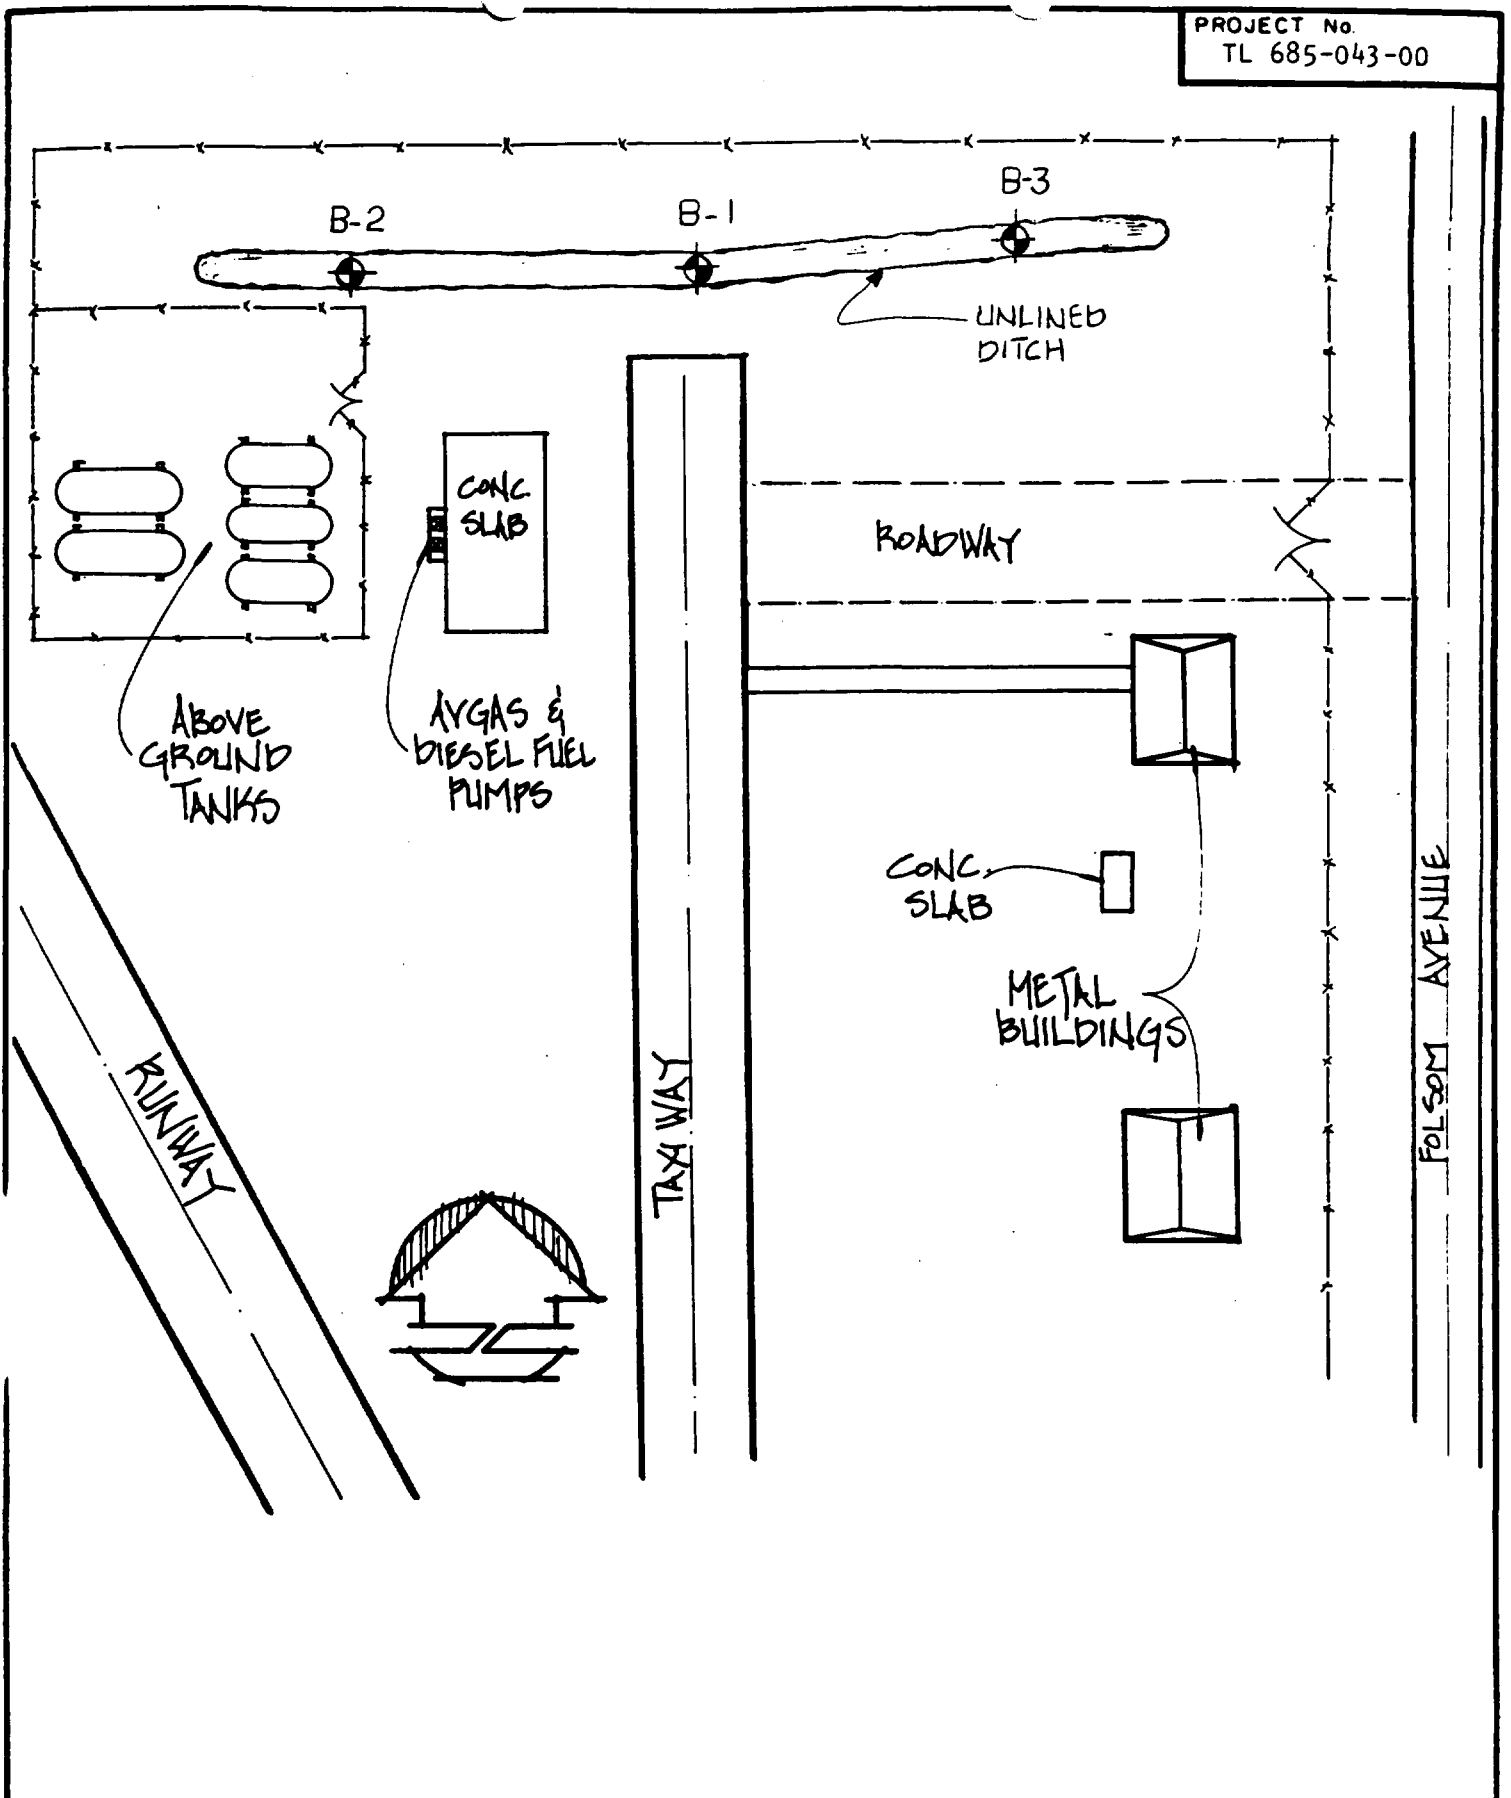 PROJECT No.
TL 685-043-00
B-3
B-2
B-1
UNLINED
DITCH
CONC
SLAB
ROADWAY
ABOVE
GROUND
TANKS
AVGAS &
DIESEL FUEL
PUMPS
CONC.
SLAB
METAL
BUILDINGS
FOLSOM AVENUE
RUNWAY
TAXIWAY